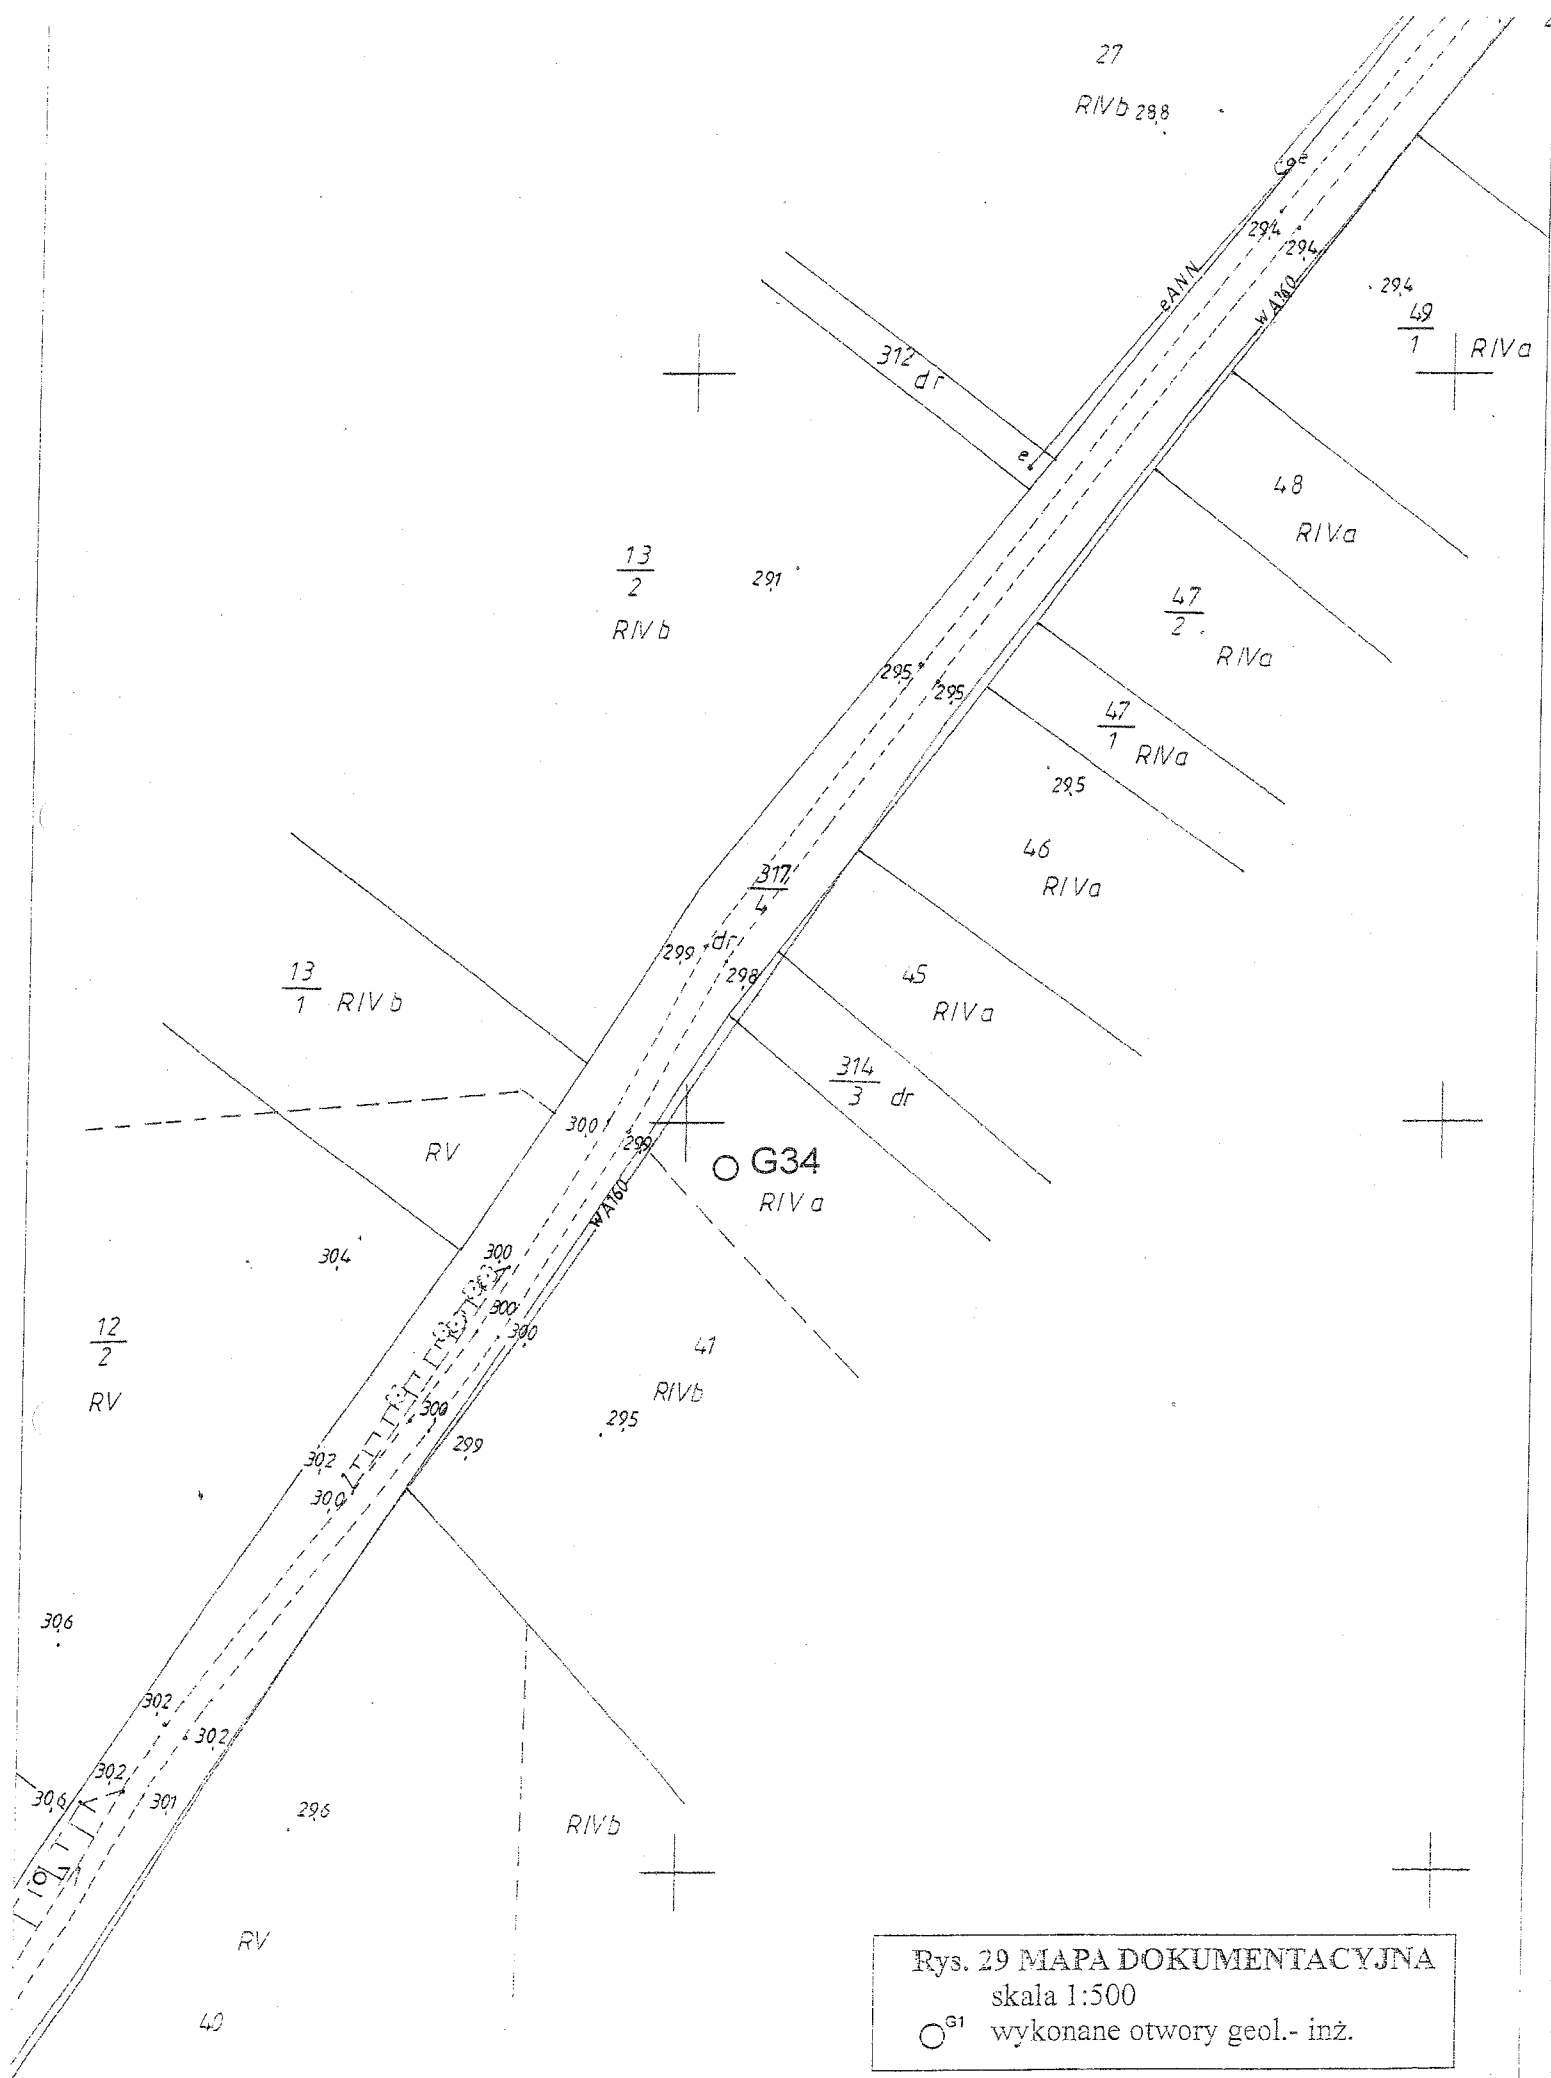 27
RIVb 28,8
e
29,4
29,4
eANN
wA160
29,4
49
1
RIVa
312 dr
e
48
RIVa
13
2
29,1
RIVb
47
2
RIVa
29,5
29,5
47
1
RIVa
29,5
46
RIVa
317
4
dr
29,9
29,8
13
1
RIVb
45
RIVa
314
3
dr
30,0
29,9
RV
G34
RIVa
wA160
30,4
30,0
30,0
30,0
12
2
RV
41
RIVb
29,5
30,0
29,9
30,2
30,0
30,6
30,2
30,2
30,2
30,6
30,1
29,6
RIVb
RV
40
Rys. 29 MAPA DOKUMENTACYJNA
skala 1:500
G1 wykonane otwory geol.- inż.